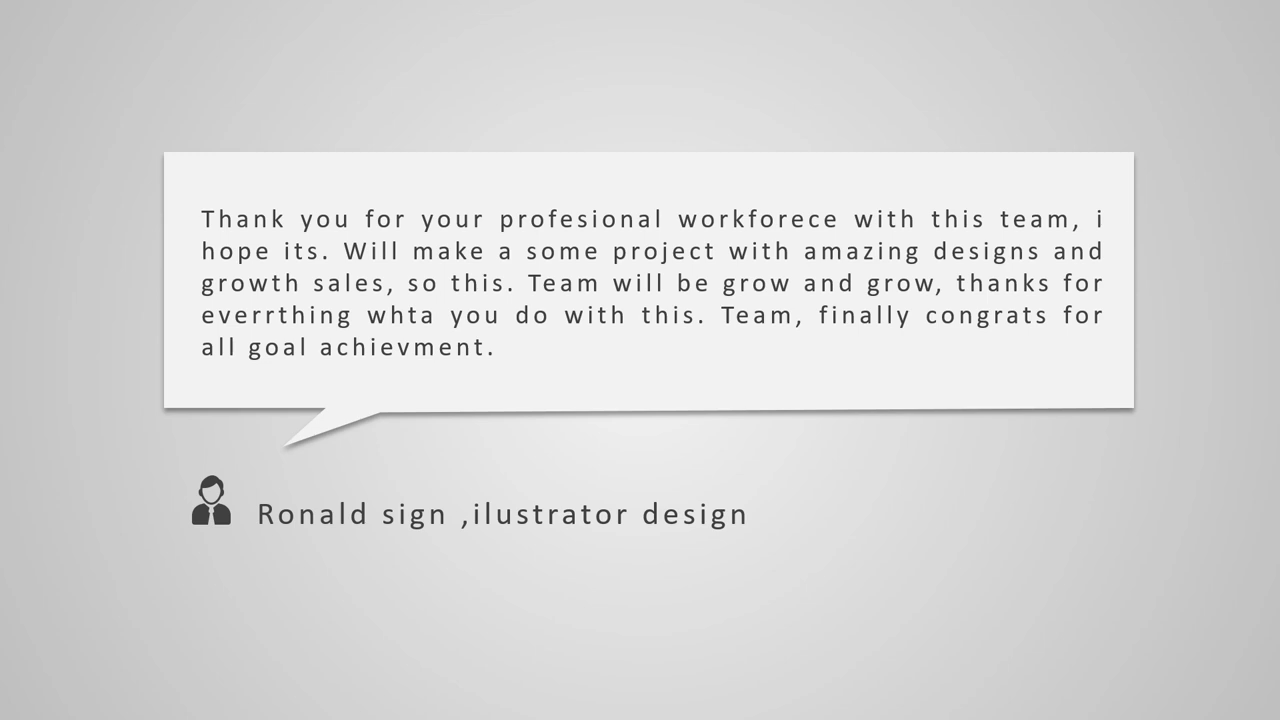 Thank you for your profesional workforece with this team, i
hope its. Will make a some project with amazing designs and
growth sales, so this. Team will be grow and grow, thanks for
everrthing whta you do with this. Team, finally congrats for
all goal achievment.
Ronald sign ,ilustrator design